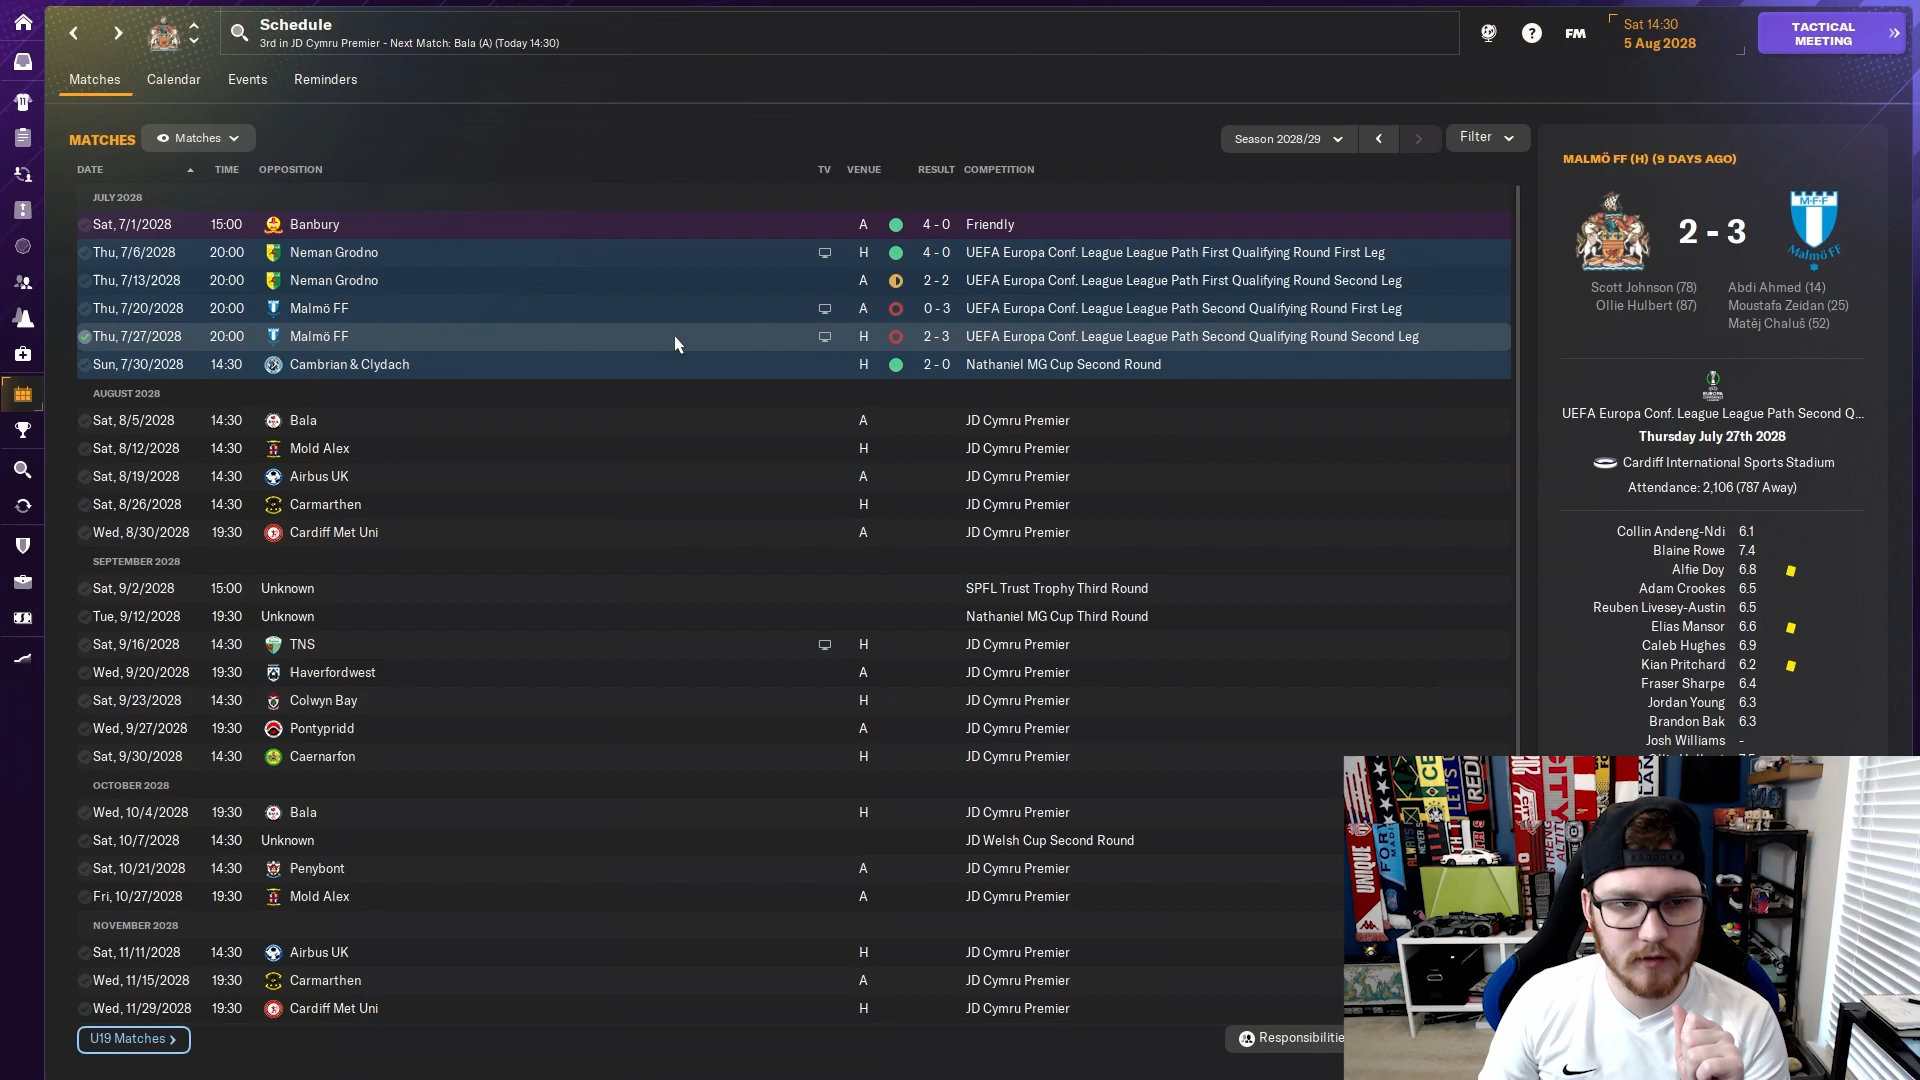 Schedule
3rd in JD Cymru Premier - Next Match: Bala (A) (Today 14:30)
FM
Sat 14:30
5 Aug 2028
TACTICAL MEETING
Matches Calendar Events Reminders
MATCHES Matches
Season 2028/29 Filter
DATE TIME OPPOSITION TV VENUE RESULT COMPETITION
JULY 2028
Sat, 7/1/2028 15:00 Banbury A 4 - 0 Friendly
Thu, 7/6/2028 20:00 Neman Grodno H 4 - 0 UEFA Europa Conf. League League Path First Qualifying Round First Leg
Thu, 7/13/2028 20:00 Neman Grodno A 2 - 2 UEFA Europa Conf. League League Path First Qualifying Round Second Leg
Thu, 7/20/2028 20:00 Malmö FF A 0 - 3 UEFA Europa Conf. League League Path Second Qualifying Round First Leg
Thu, 7/27/2028 20:00 Malmö FF H 2 - 3 UEFA Europa Conf. League League Path Second Qualifying Round Second Leg
Sun, 7/30/2028 14:30 Cambrian & Clydach H 2 - 0 Nathaniel MG Cup Second Round
AUGUST 2028
Sat, 8/5/2028 14:30 Bala A JD Cymru Premier
Sat, 8/12/2028 14:30 Mold Alex H JD Cymru Premier
Sat, 8/19/2028 14:30 Airbus UK A JD Cymru Premier
Sat, 8/26/2028 14:30 Carmarthen H JD Cymru Premier
Wed, 8/30/2028 19:30 Cardiff Met Uni A JD Cymru Premier
SEPTEMBER 2028
Sat, 9/2/2028 15:00 Unknown SPFL Trust Trophy Third Round
Tue, 9/12/2028 19:30 Unknown Nathaniel MG Cup Third Round
Sat, 9/16/2028 14:30 TNS H JD Cymru Premier
Wed, 9/20/2028 19:30 Haverfordwest A JD Cymru Premier
Sat, 9/23/2028 14:30 Colwyn Bay H JD Cymru Premier
Wed, 9/27/2028 19:30 Pontypridd A JD Cymru Premier
Sat, 9/30/2028 14:30 Caernarfon H JD Cymru Premier
OCTOBER 2028
Wed, 10/4/2028 19:30 Bala H JD Cymru Premier
Sat, 10/7/2028 14:30 Unknown JD Welsh Cup Second Round
Sat, 10/21/2028 14:30 Penybont A JD Cymru Premier
Fri, 10/27/2028 19:30 Mold Alex A JD Cymru Premier
NOVEMBER 2028
Sat, 11/11/2028 14:30 Airbus UK H JD Cymru Premier
Wed, 11/15/2028 19:30 Carmarthen A JD Cymru Premier
Wed, 11/29/2028 19:30 Cardiff Met Uni H JD Cymru Premier
U19 Matches
Responsibilitie
MALMÖ FF (H) (9 DAYS AGO)
2 - 3
M-F-F
Malmö FF
Scott Johnson (78) Abdi Ahmed (14)
Ollie Hulbert (87) Moustafa Zeidan (25)
Matěj Chaluš (52)
UEFA Europa Conf. League League Path Second Q...
Thursday July 27th 2028
Cardiff International Sports Stadium
Attendance: 2,106 (787 Away)
Collin Andeng-Ndi 6.1
Blaine Rowe 7.4
Alfie Doy 6.8
Adam Crookes 6.5
Reuben Livesey-Austin 6.5
Elias Mansor 6.6
Caleb Hughes 6.9
Kian Pritchard 6.2
Fraser Sharpe 6.4
Jordan Young 6.3
Brandon Bak 6.3
Josh Williams -
UNIQUE
ALWAYS
LET'S
RED
CITY